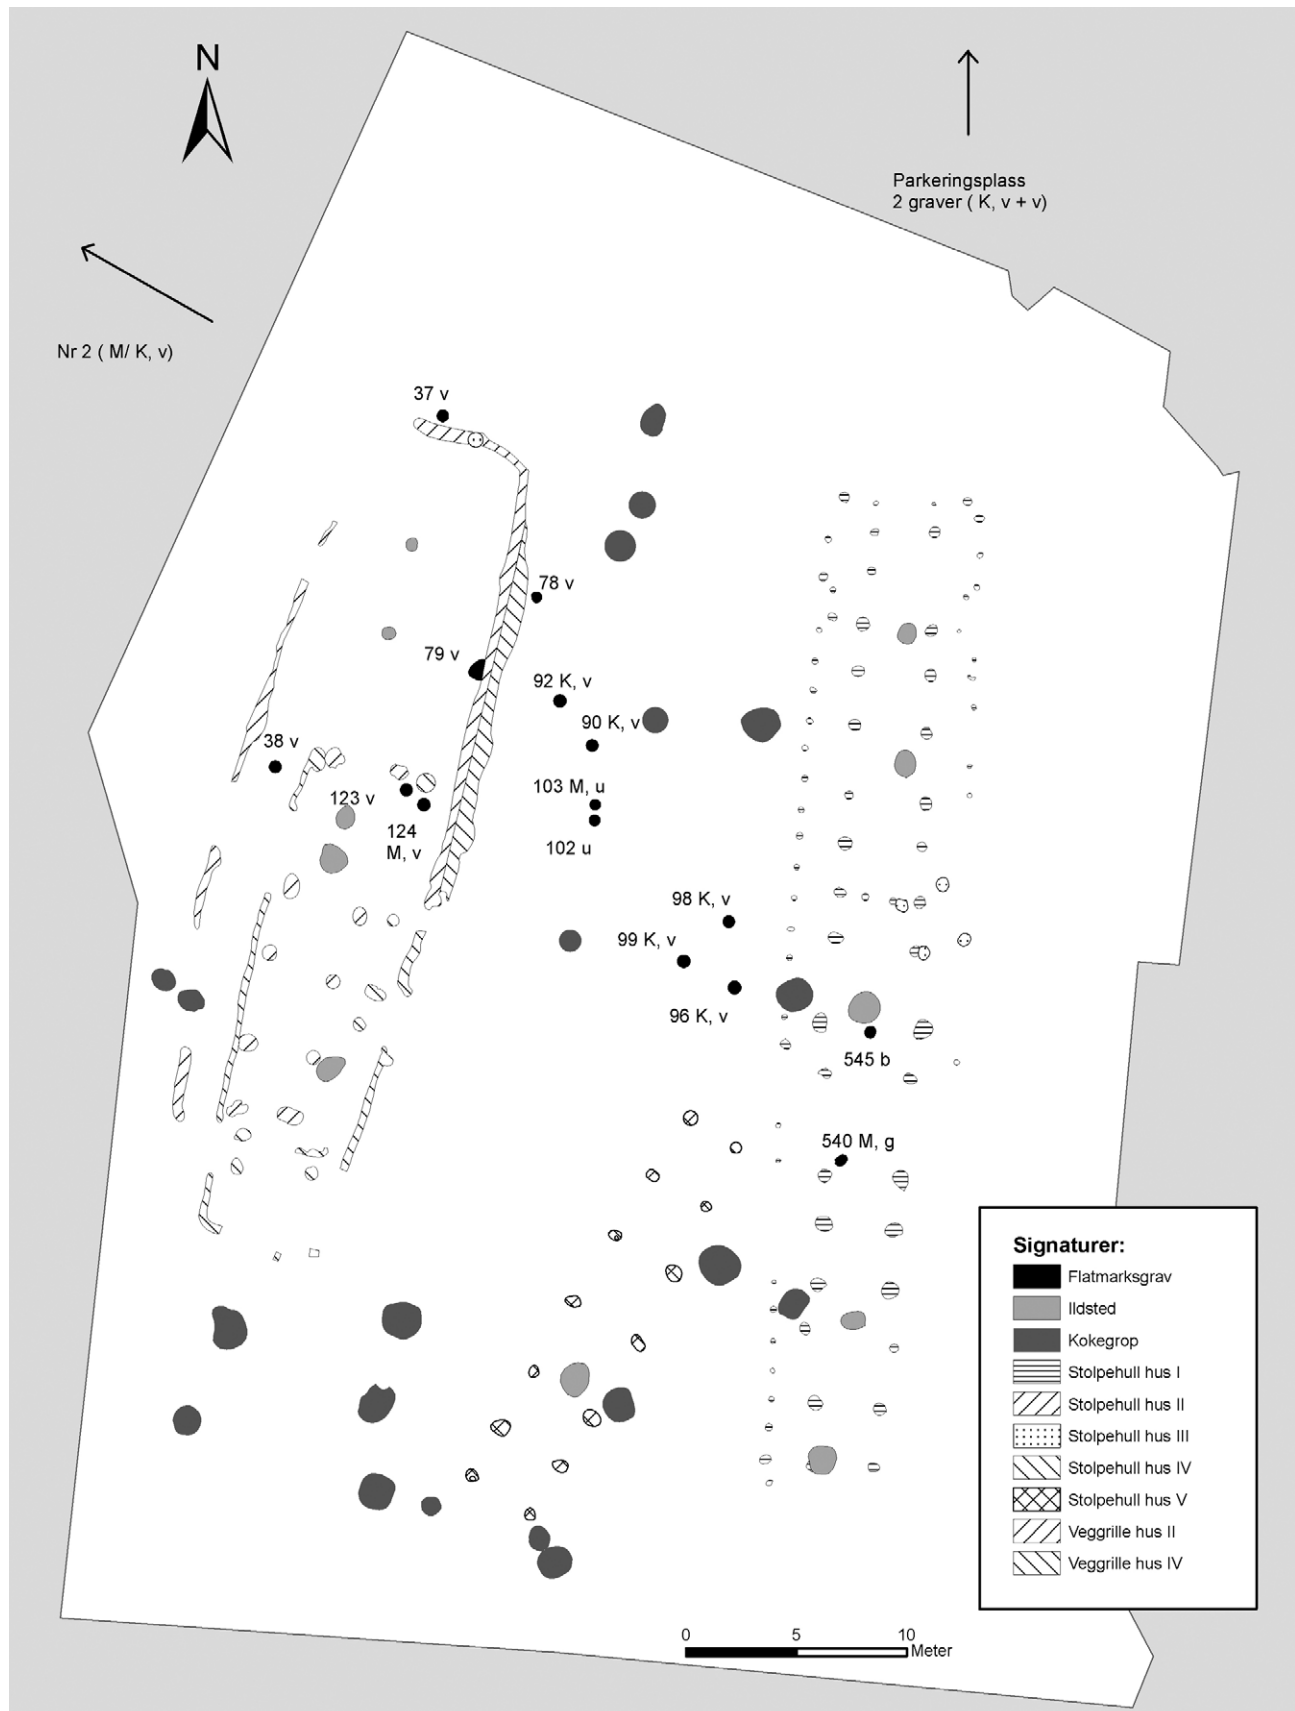 N
Parkeringsplass
2 graver ( K, v + v)
Nr 2 ( M/ K, v)
37 v
78 v
79 v
92 K, v
90 K, v
38 v
103 M, u
123 v
124
M, v
102 u
98 K, v
99 K, v
96 K, v
545 b
540 M, g
Signaturer:
Flatmarksgrav
Ildsted
Kokegrop
Stolpehull hus I
Stolpehull hus II
Stolpehull hus III
Stolpehull hus IV
Stolpehull hus V
Veggrille hus II
Veggrille hus IV
0 5 10
Meter